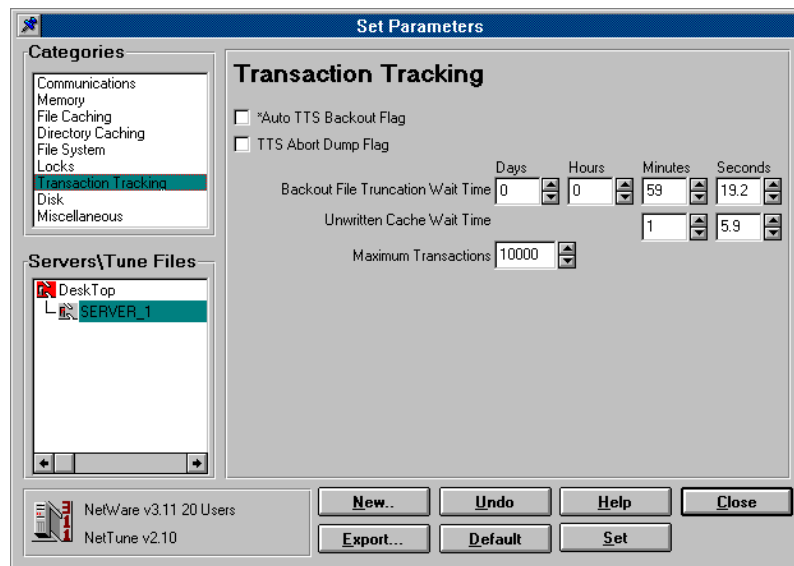 Set Parameters
Categories
Communications
Memory
File Caching
Directory Caching
File System
Locks
Transaction Tracking
Disk
Miscellaneous
Servers\Tune Files
DeskTop
SERVER_1
Transaction Tracking
*Auto TTS Backout Flag
TTS Abort Dump Flag
Days Hours Minutes Seconds
Backout File Truncation Wait Time 0 0 59 19.2
Unwritten Cache Wait Time 1 5.9
Maximum Transactions 10000
311
NetWare v3.11 20 Users
NetTune v2.10
New.. Undo Help Close
Export... Default Set